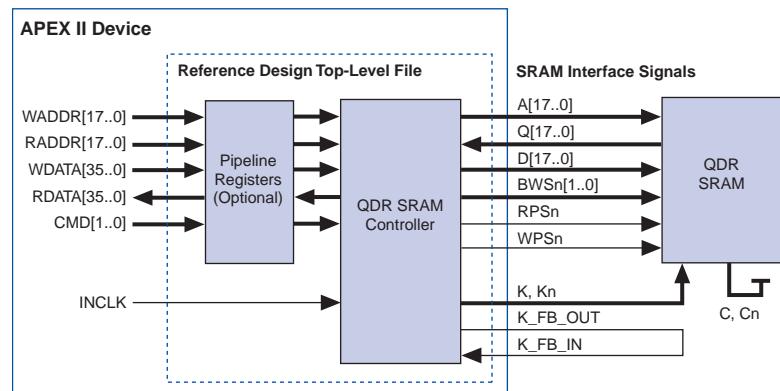 APEX II Device
Reference Design Top-Level File
SRAM Interface Signals
WADDR[17..0]
RADDR[17..0]
WDATA[35..0]
RDATA[35..0]
CMD[1..0]
INCLK
Pipeline
Registers
(Optional)
QDR SRAM
Controller
A[17..0]
Q[17..0]
D[17..0]
BWSn[1..0]
RPSn
WPSn
K, Kn
K_FB_OUT
K_FB_IN
QDR
SRAM
C, Cn